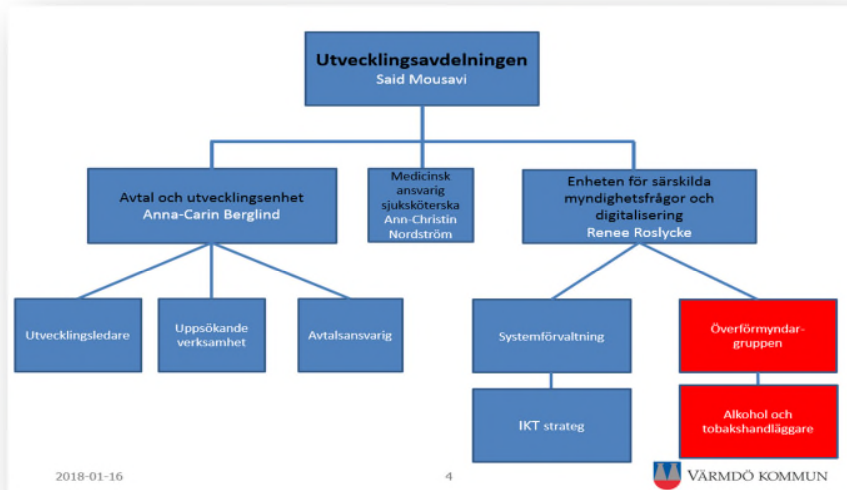 Utvecklingsavdelningen
Said Mousavi
Avtal och utvecklingsenhet
Anna-Carin Berglind
Medicinsk
ansvarig
sjuksköterska
Ann-Christin
Nordström
Enheten för särskilda
myndighetsfrågor och
digitalisering
Renee Roslycke
Utvecklingsledare
Uppsökande
verksamhet
Avtalsansvarig
Systemförvaltning
Överförmyndar-
gruppen
IKT strateg
Alkohol och
tobakshandläggare
2018-01-16
4
VÄRMDÖ KOMMUN